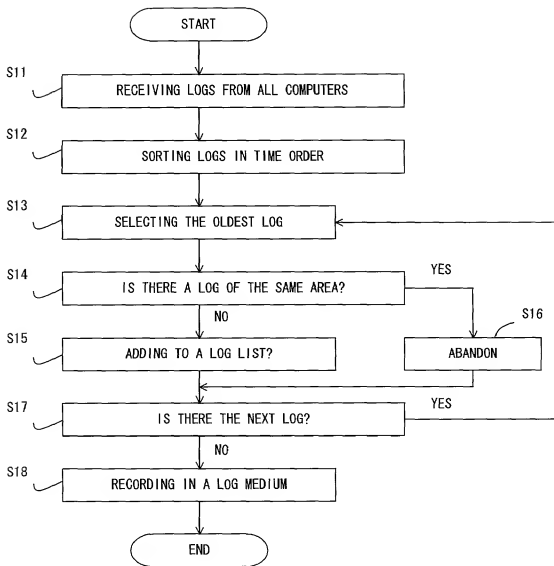 START
S11
RECEIVING LOGS FROM ALL COMPUTERS
S12
SORTING LOGS IN TIME ORDER
S13
SELECTING THE OLDEST LOG
S14
IS THERE A LOG OF THE SAME AREA?
YES
NO
S16
S15
ADDING TO A LOG LIST?
ABANDON
S17
IS THERE THE NEXT LOG?
YES
NO
S18
RECORDING IN A LOG MEDIUM
END